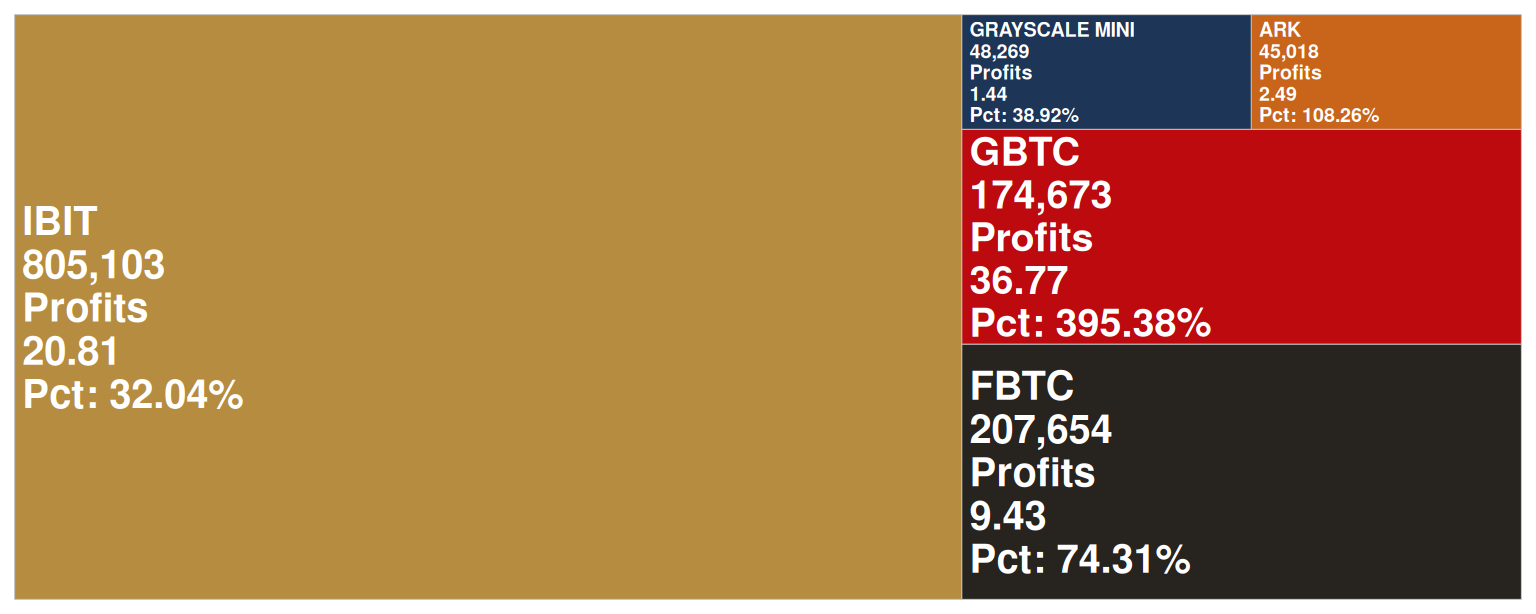 IBIT
805,103
Profits
20.81
Pct: 32.04%
GRAYSCALE MINI
48,269
Profits
1.44
Pct: 38.92%
ARK
45,018
Profits
2.49
Pct: 108.26%
GBTC
174,673
Profits
36.77
Pct: 395.38%
FBTC
207,654
Profits
9.43
Pct: 74.31%